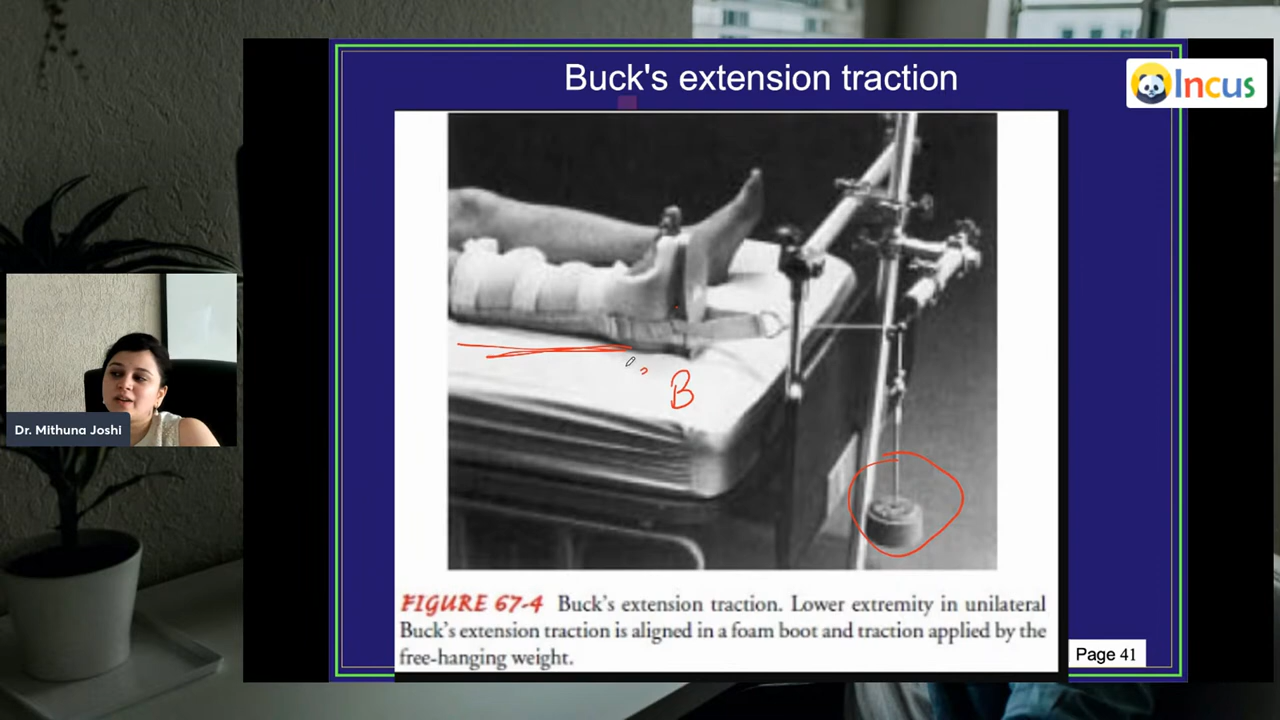 Buck's extension traction
Incus
Dr. Mithuna Joshi
B
FIGURE 67-4 Buck's extension traction. Lower extremity in unilateral
Buck's extension traction is aligned in a foam boot and traction applied by the
free-hanging weight.
Page 41